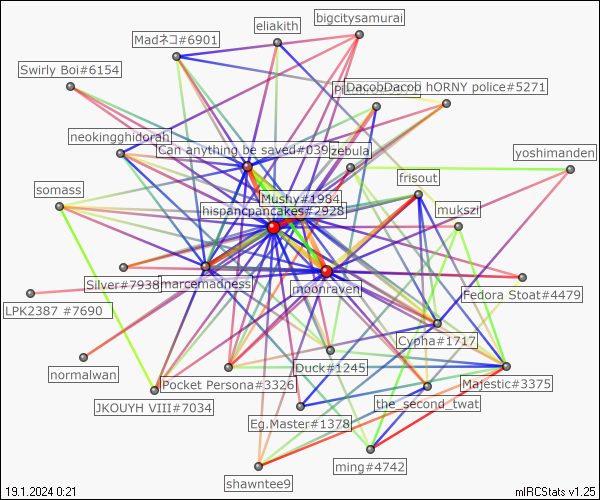 bigcitysamurai
eliakith
Madネコ#6901
Swirly Boi#6154
DacobDacob hORNY police#5271
neokingghidorah
Can anything be saved#039
zebula
yoshimanden
frisout
somass
Mushy#1984
hispancpancakes#2928
mukszi
Silver#7938
marcemadness
moonraven
Fedora Stoat#4479
LPK2387 #7690
Cypha#1717
normalwan
Duck#1245
Pocket Persona#3326
Majestic#3375
JKOUYH VIII#7034
the_second_twat
Eg.Master#1378
ming#4742
shawntee9
19.1.2024 0:21
mIRCStats v1.25